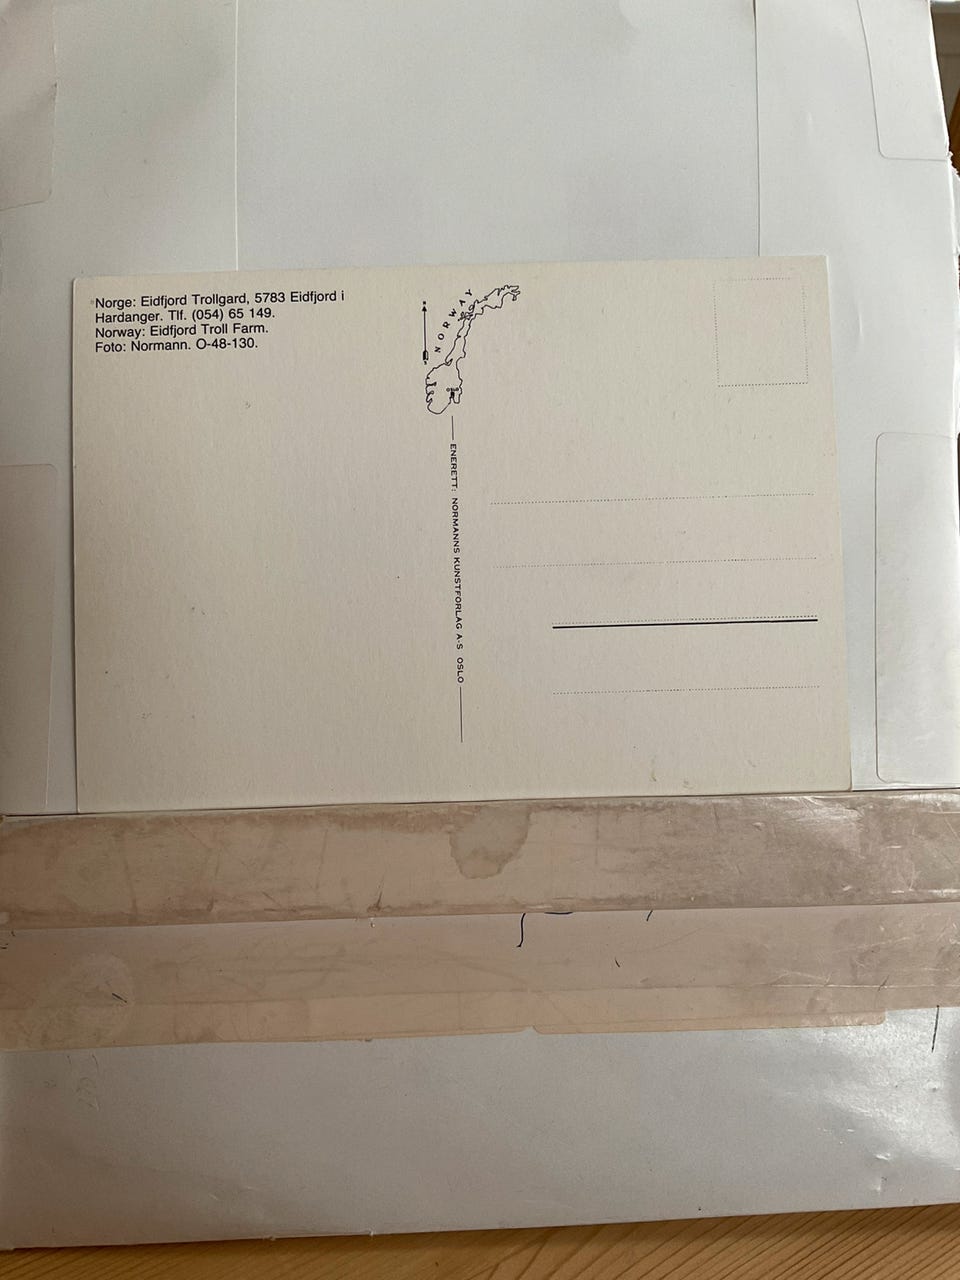 Norge: Eidfjord Trollgard, 5783 Eidfjord i
Hardanger. Tlf. (054) 65 149.
Norway: Eidfjord Troll Farm.
Foto: Normann. O-48-130.
NORWAY
ENERETT: NORMANNS KUNSTFORLAG A-S OSLO